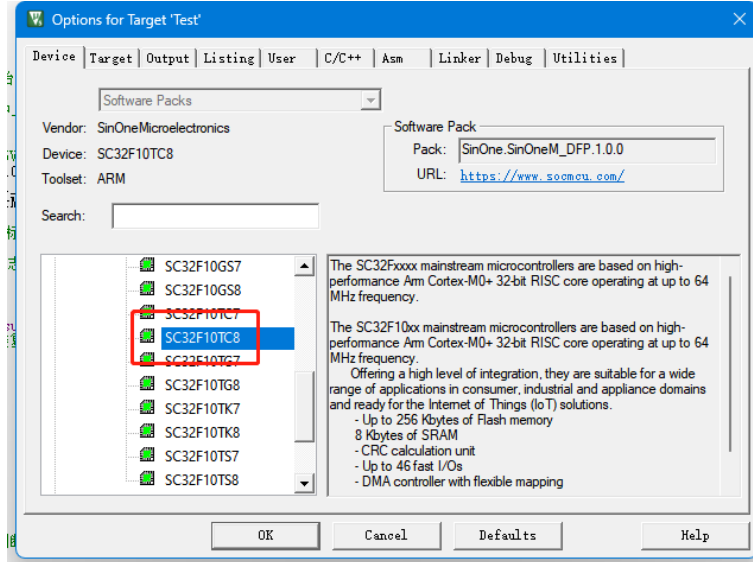 Options for Target 'Test'
Device Target Output Listing User C/C++ Asm Linker Debug Utilities
Software Packs
Vendor: SinOneMicroelectronics
Device: SC32F10TC8
Toolset: ARM
Search:
Software Pack
Pack: SinOne.SinOneM_DFP.1.0.0
URL: https://www.socmcu.com/
SC32F10GS7
SC32F10GS8
SC32F10TC7
SC32F10TC8
SC32F10TG7
SC32F10TG8
SC32F10TK7
SC32F10TK8
SC32F10TS7
SC32F10TS8
The SC32Fxxxx mainstream microcontrollers are based on high-
performance Arm Cortex-M0+ 32-bit RISC core operating at up to 64
MHz frequency.
The SC32F10xx mainstream microcontrollers are based on high-
performance Arm Cortex-M0+ 32-bit RISC core operating at up to 64
MHz frequency.
Offering a high level of integration, they are suitable for a wide
range of applications in consumer, industrial and appliance domains
and ready for the Internet of Things (IoT) solutions.
- Up to 256 Kbytes of Flash memory
8 Kbytes of SRAM
- CRC calculation unit
- Up to 46 fast I/Os
- DMA controller with flexible mapping
OK Cancel Defaults Help